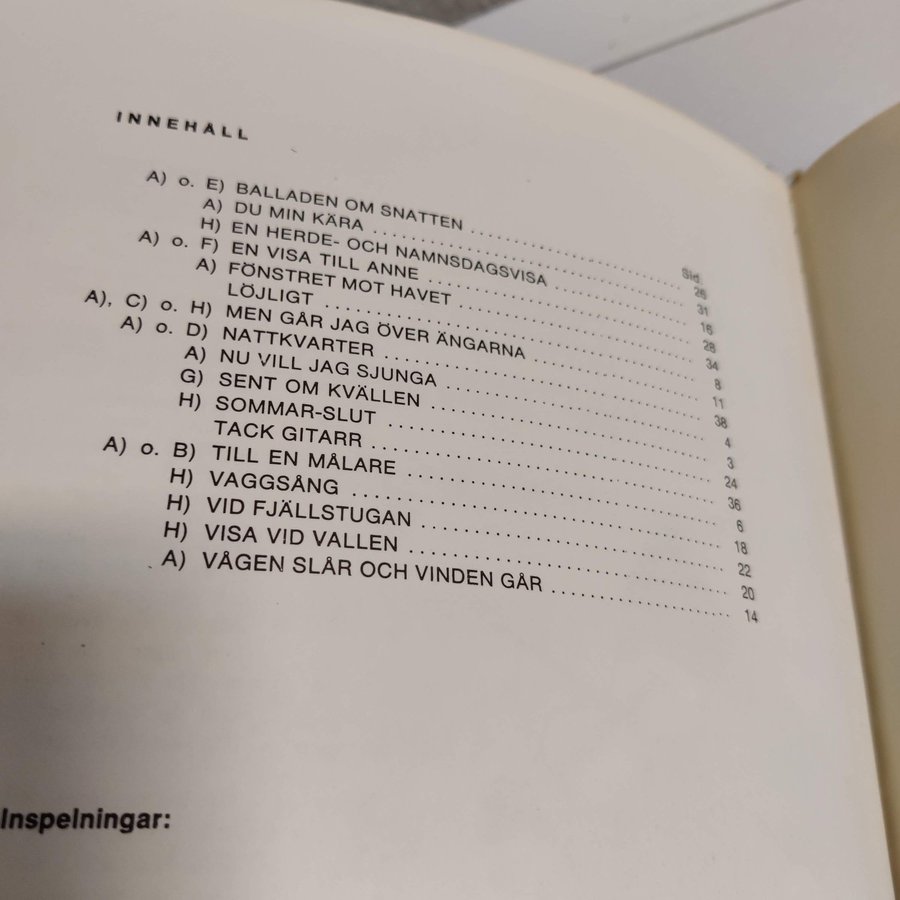 INNEHÅLL
Sid.
A) o. E) BALLADEN OM SNATTEN 26
A) DU MIN KÄRA 31
H) EN HERDE- OCH NAMNSDAGSVISA 16
A) o. F) EN VISA TILL ANNE 28
A) FÖNSTRET MOT HAVET 34
LÖJLIGT 8
A), C) o. H) MEN GÅR JAG ÖVER ÄNGARNA 11
A) o. D) NATTKVARTER 38
A) NU VILL JAG SJUNGA 4
G) SENT OM KVÄLLEN 3
H) SOMMAR-SLUT 24
TACK GITARR 36
A) o. B) TILL EN MÅLARE 6
H) VAGGSÅNG 18
H) VID FJÄLLSTUGAN 22
H) VISA VID VALLEN 20
A) VÅGEN SLÅR OCH VINDEN GÅR 14
Inspelningar: